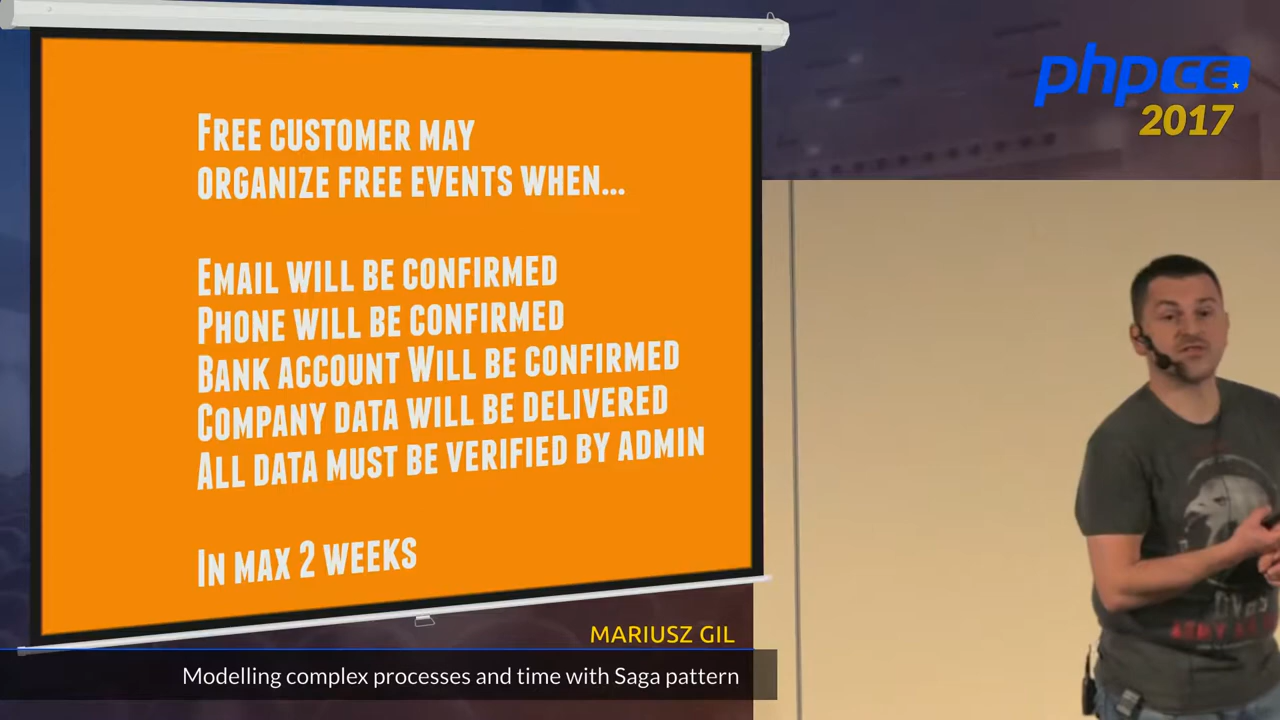 FREE CUSTOMER MAY
ORGANIZE FREE EVENTS WHEN...
EMAIL WILL BE CONFIRMED
PHONE WILL BE CONFIRMED
BANK ACCOUNT WILL BE CONFIRMED
COMPANY DATA WILL BE DELIVERED
ALL DATA MUST BE VERIFIED BY ADMIN
IN MAX 2 WEEKS
phpCE
2017
MARIUSZ GIL
Modelling complex processes and time with Saga pattern